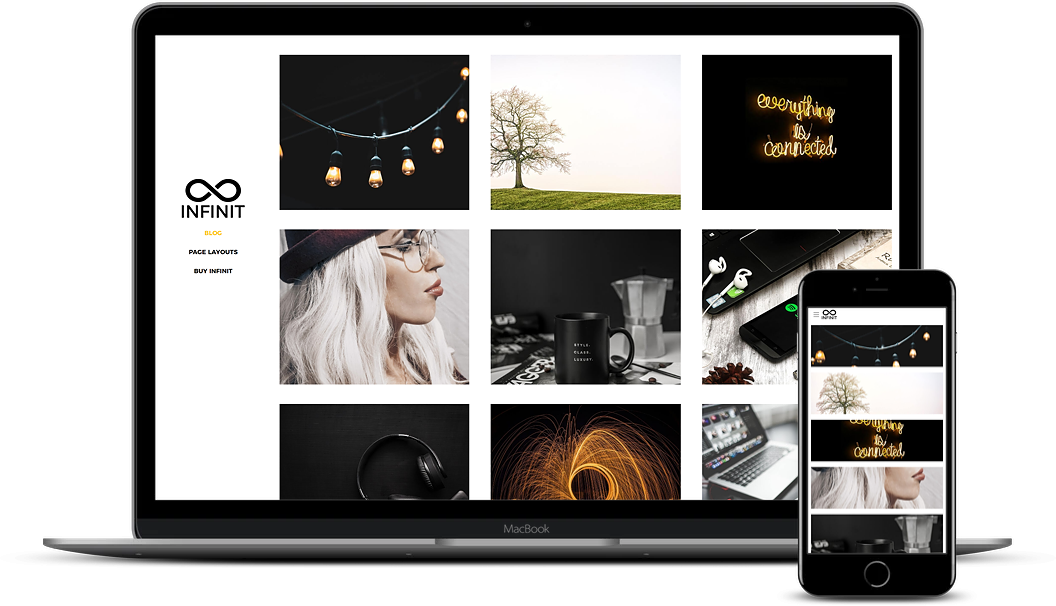 INFINIT
BLOG
PAGE LAYOUTS
BUY INFINIT
everything
is
connected
STYLE.
CLASS.
LUXURY.
MacBook
INFINIT
everything
is
connected